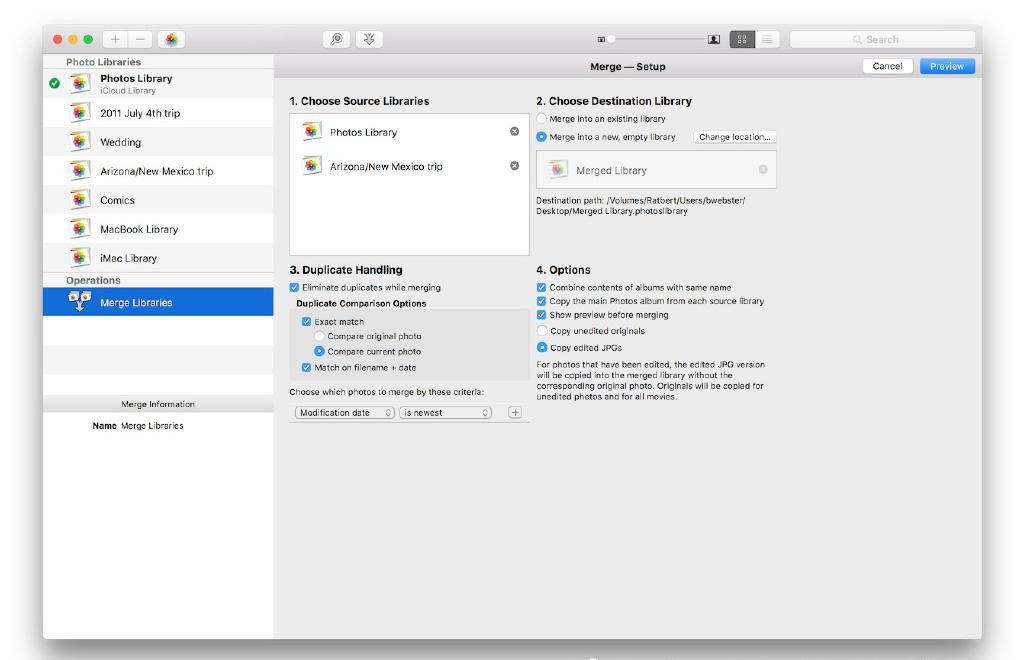 Search
Photo Libraries
Photos Library
iCloud Library
2011 July 4th trip
Wedding
Arizona/New Mexico trip
Comics
MacBook Library
iMac Library
Operations
Merge Libraries
Merge Information
Name Merge Libraries
Merge — Setup
Cancel
Preview
1. Choose Source Libraries
Photos Library
Arizona/New Mexico trip
2. Choose Destination Library
Merge into an existing library
Merge into a new, empty library
Change location...
Merged Library
Destination path: /Volumes/Ratbert/Users/bwebster/
Desktop/Merged Library.photoslibrary
3. Duplicate Handling
Eliminate duplicates while merging
Duplicate Comparison Options
Exact match
Compare original photo
Compare current photo
Match on filename + date
Choose which photos to merge by these criteria:
Modification date
is newest
4. Options
Combine contents of albums with same name
Copy the main Photos album from each source library
Show preview before merging
Copy unedited originals
Copy edited JPGs
For photos that have been edited, the edited JPG version
will be copied into the merged library without the
corresponding original photo. Originals will be copied for
unedited photos and for all movies.